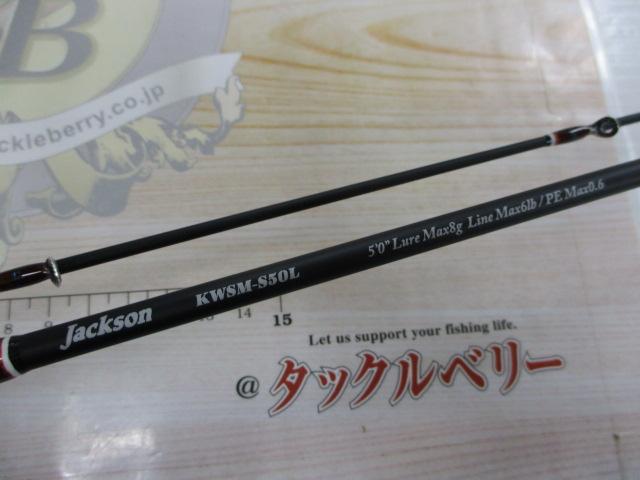 B
ckleberry.co.jp
5'0" Lure Max8g Line Max6lb / PE Max0.6
KWSM-S50L
Jackson
8 9 14 15
Let us support your fishing life.
@ タックルベリー